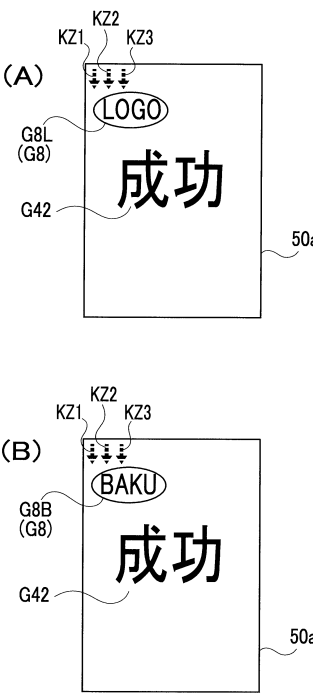 KZ2
KZ1 KZ3
(A)
LOGO
G8L
(G8)
成功
G42
50a
KZ2
KZ1 KZ3
(B)
BAKU
G8B
(G8)
成功
G42
50a